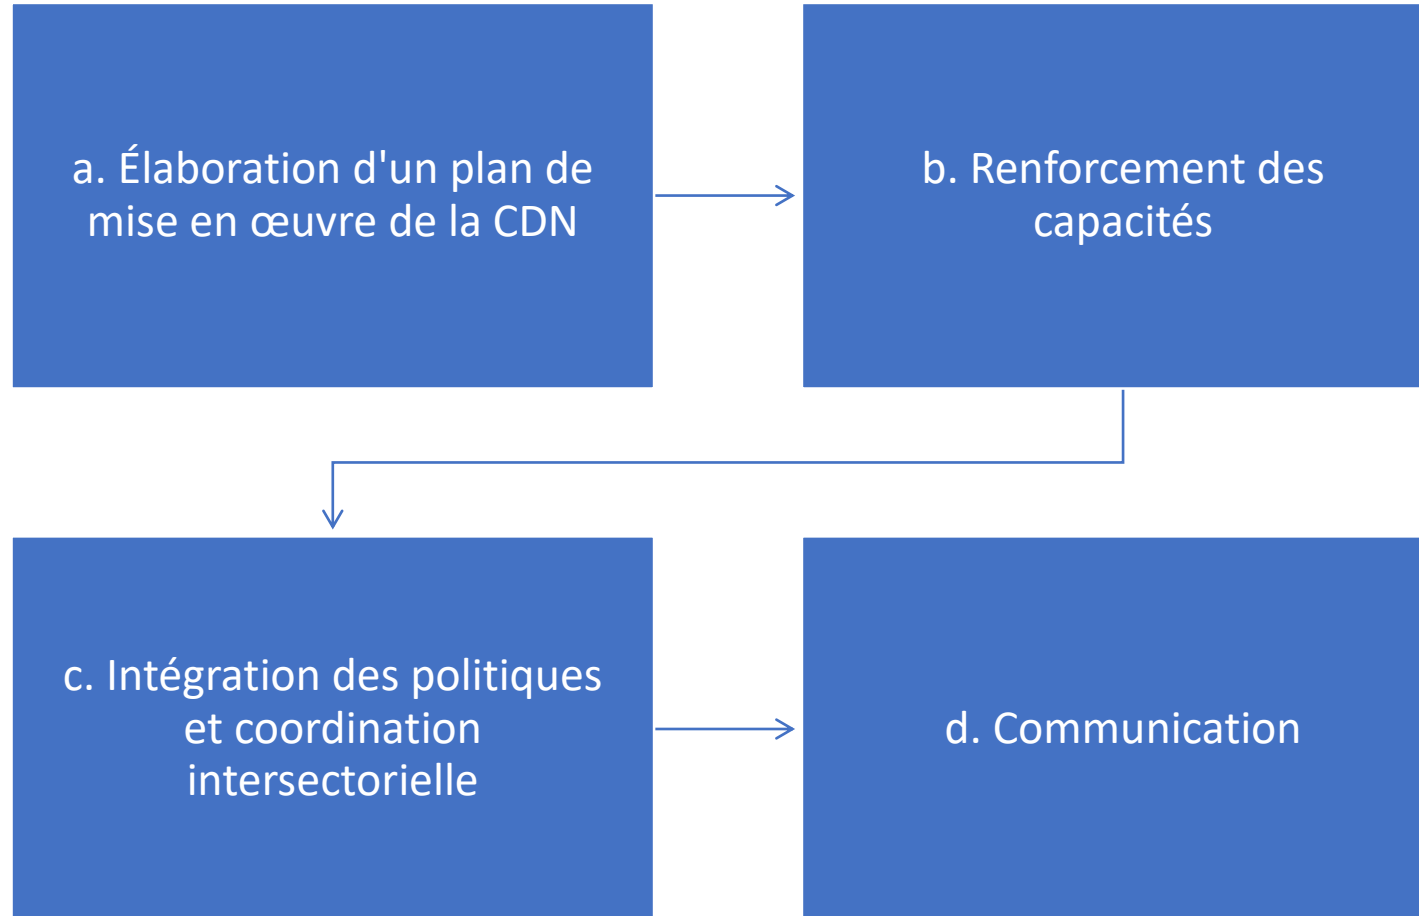 a. Élaboration d'un plan de
mise en œuvre de la CDN
b. Renforcement des
capacités
c. Intégration des politiques
et coordination
intersectorielle
d. Communication